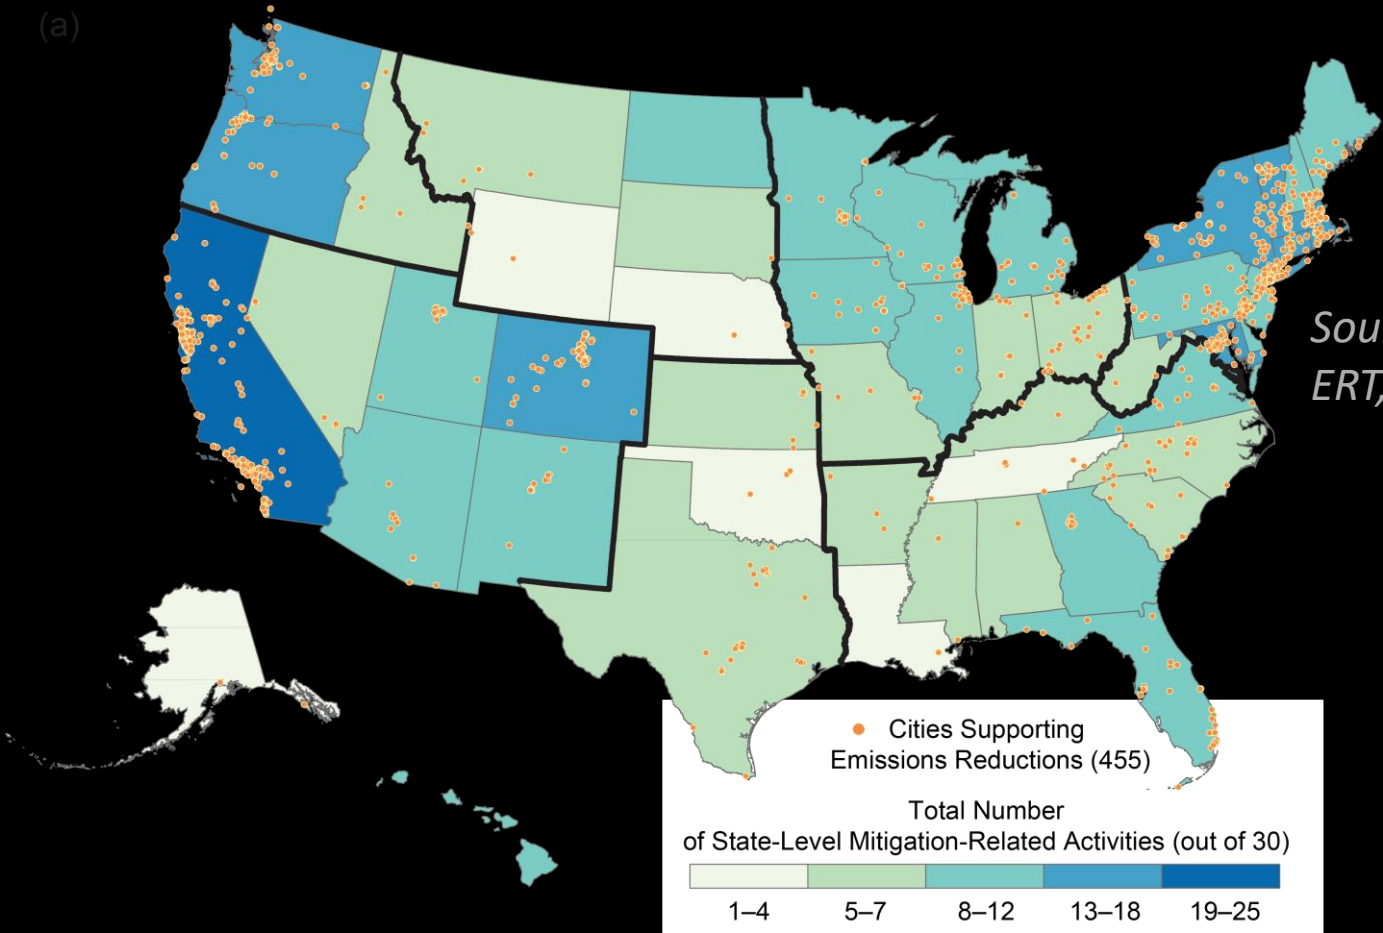 (a)
Sou
ERT,
Cities Supporting
Emissions Reductions (455)
Total Number
of State-Level Mitigation-Related Activities (out of 30)
1–4 5–7 8–12 13–18 19–25